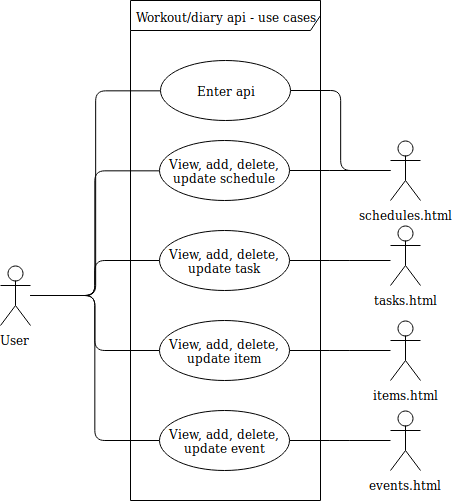 Workout/diary api - use cases
Enter api
View, add, delete,
update schedule
schedules.html
View, add, delete,
update task
tasks.html
User
View, add, delete,
update item
items.html
View, add, delete,
update event
events.html